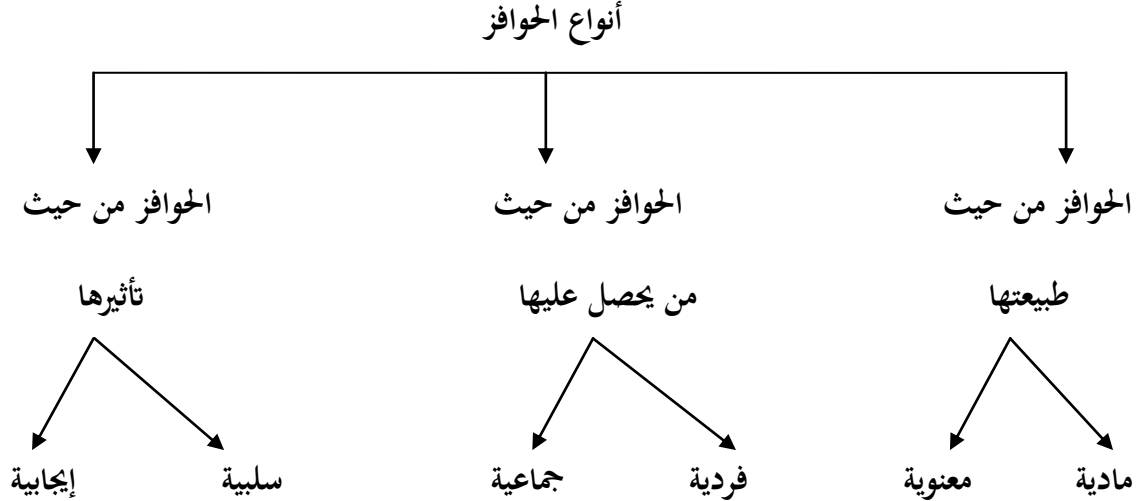 أنواع الحوافز
الحوافز من حيث
الحوافز من حيث
الحوافز من حيث
طبيعتها
من يحصل عليها
تأثيرها
مادية
معنوية
فردية
جماعية
سلبية
إيجابية